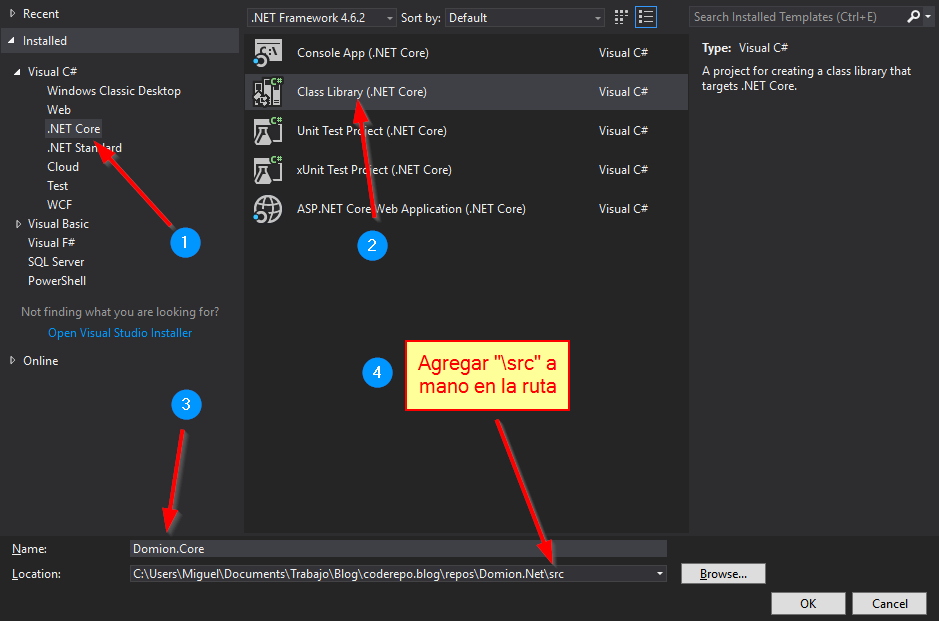 Recent
Installed
Visual C#
Windows Classic Desktop
Web
.NET Core
.NET Standard
Cloud
Test
WCF
Visual Basic
Visual F#
SQL Server
PowerShell
Not finding what you are looking for?
Open Visual Studio Installer
Online
.NET Framework 4.6.2
Sort by: Default
Console App (.NET Core) Visual C#
Class Library (.NET Core) Visual C#
Unit Test Project (.NET Core) Visual C#
xUnit Test Project (.NET Core) Visual C#
ASP.NET Core Web Application (.NET Core) Visual C#
Search Installed Templates (Ctrl+E)
Type: Visual C#
A project for creating a class library that
targets .NET Core.
1
2
3
4
Agregar "\src" a
mano en la ruta
Name: Domion.Core
Location: C:\Users\Miguel\Documents\Trabajo\Blog\coderepo.blog\repos\Domion.Net\src
Browse...
OK
Cancel